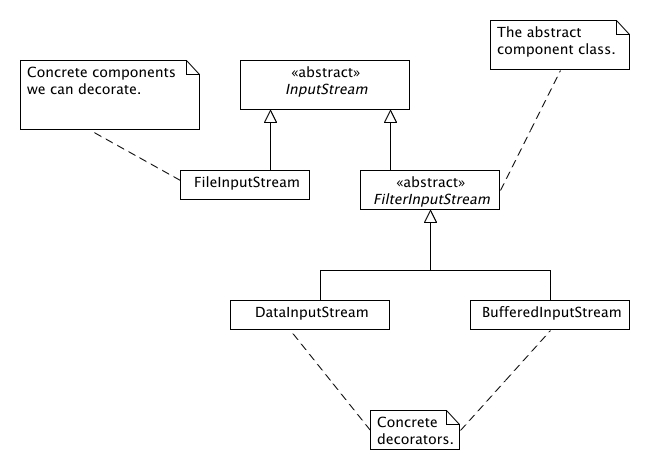 The abstract
component class.
Concrete components
we can decorate.
«abstract»
InputStream
FileInputStream
«abstract»
FilterInputStream
DataInputStream
BufferedInputStream
Concrete
decorators.